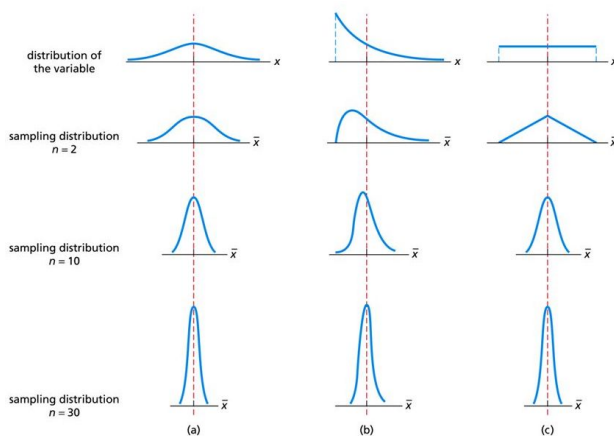 distribution of
the variable
x
x
x
sampling distribution
n = 2
x̄
x̄
x̄
sampling distribution
n = 10
x̄
x̄
x̄
sampling distribution
n = 30
x̄
x̄
x̄
(a)
(b)
(c)